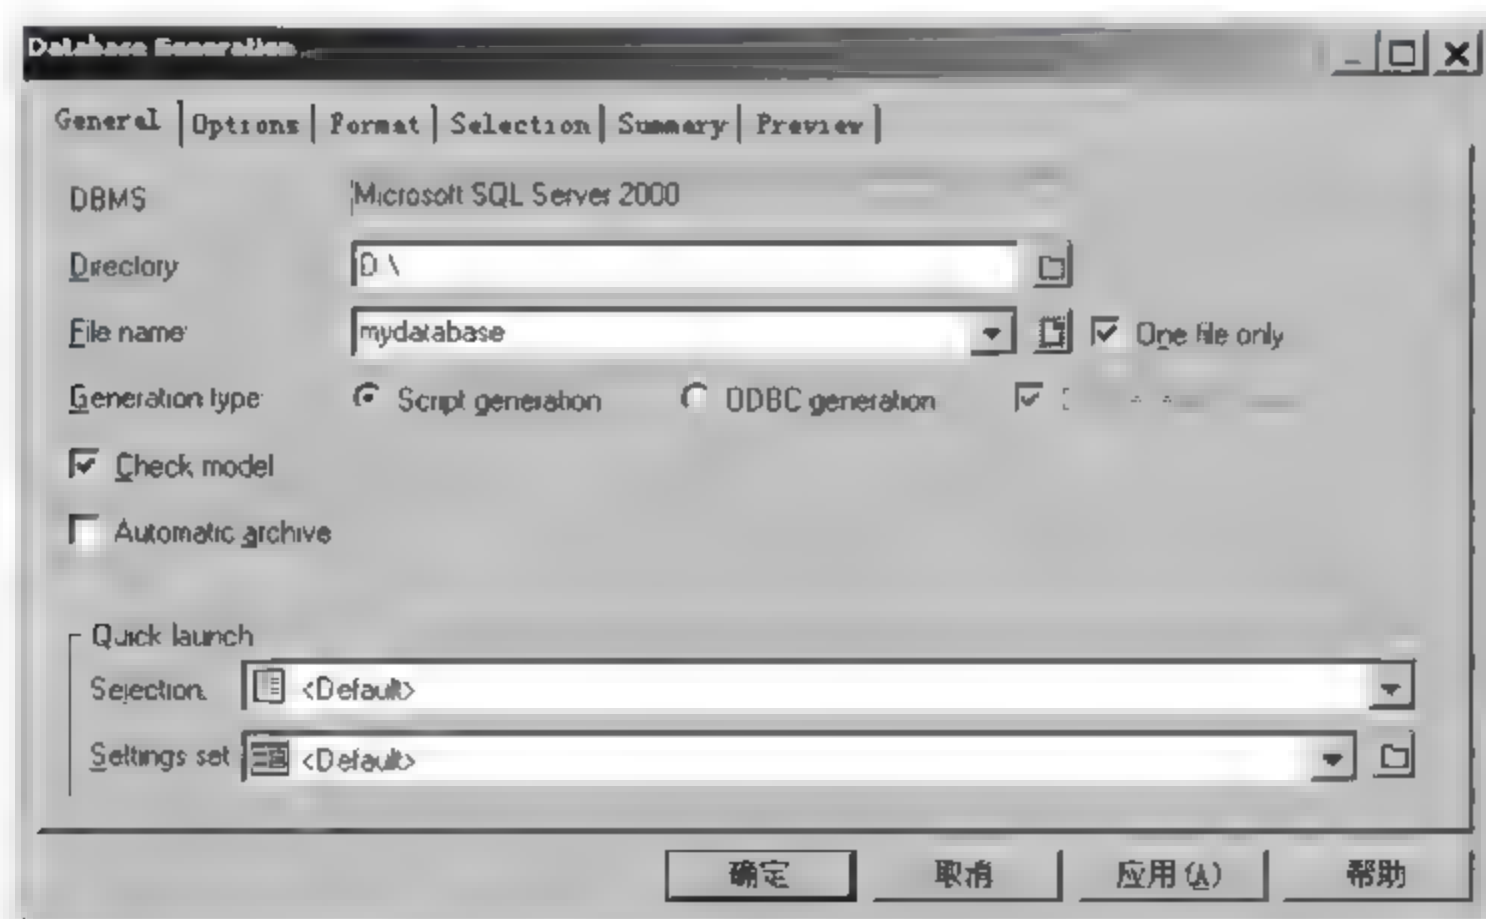 Database Generation
General Options Format Selection Summary Preview
DBMS Microsoft SQL Server 2000
Directory D:\
File name mydatabase One file only
Generation type Script generation ODBC generation
Check model
Automatic archive
Quick launch
Selection <Default>
Settings set <Default>
确定 取消 应用(A) 帮助